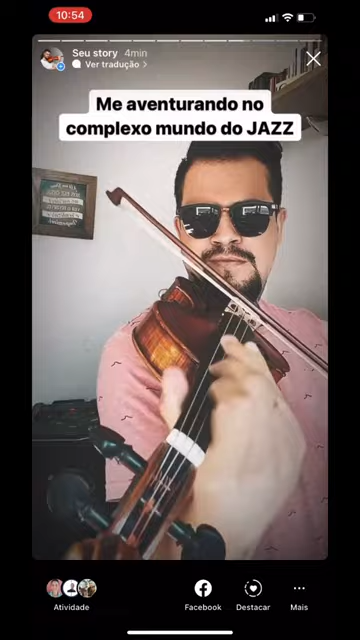 10:54
Seu story 4min
Ver tradução
Me aventurando no
complexo mundo do JAZZ
Atividade
Facebook
Destacar
Mais